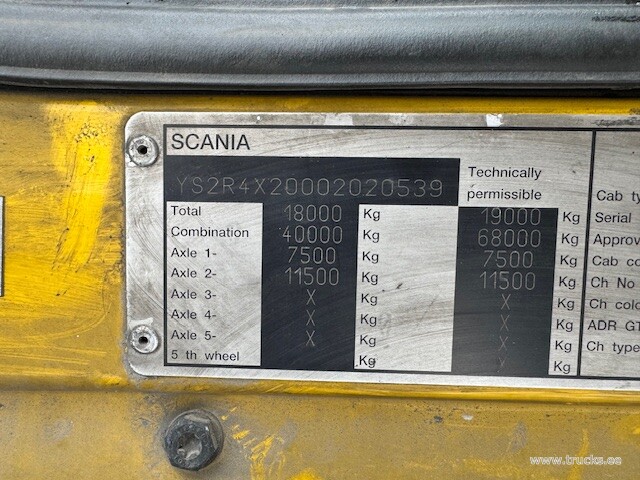 SCANIA
YS2R4X20002020539
Technically
permissible
Total 18000 Kg 19000 Kg
Combination 40000 Kg 68000 Kg
Axle 1- 7500 Kg 7500 Kg
Axle 2- 11500 Kg 11500 Kg
Axle 3- X Kg X Kg
Axle 4- X Kg X Kg
Axle 5- X Kg X Kg
5 th wheel Kg X Kg
Cab ty
Serial
Approv
Cab co
Ch No
Ch colo
ADR GT
Ch type
www.trucks.ee